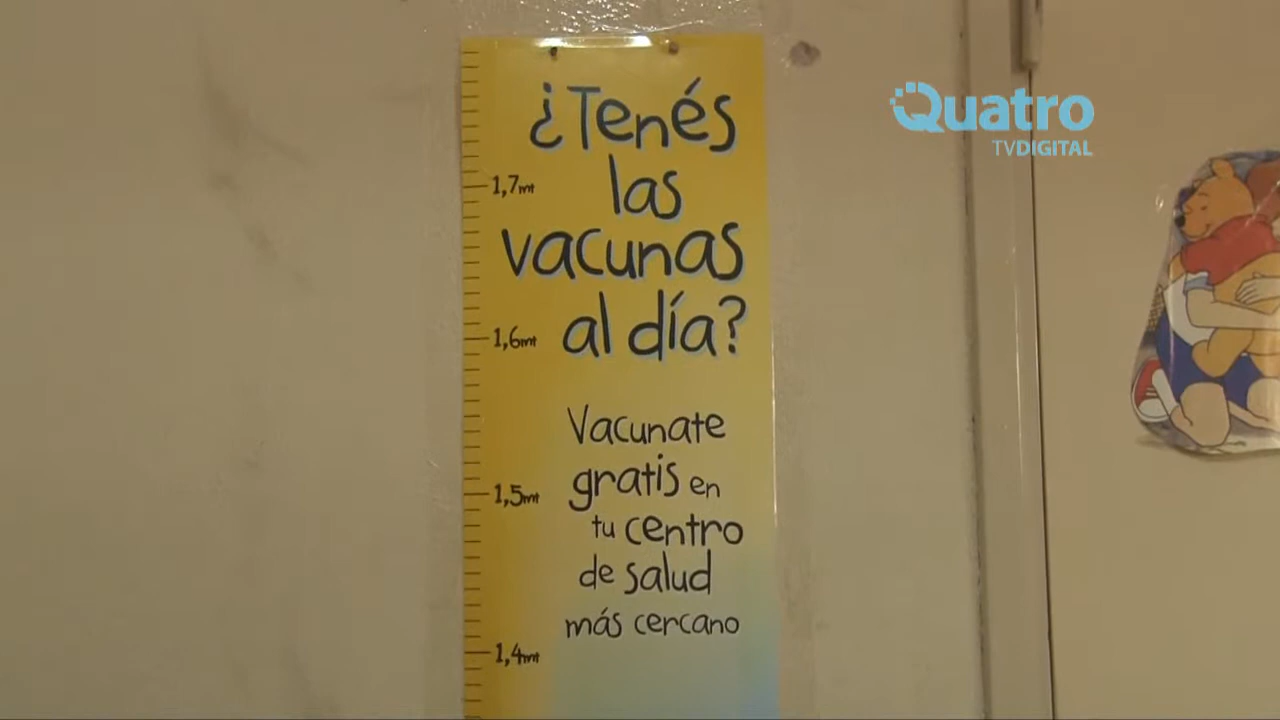 ¿Tenés
las
vacunas
al día?
Vacunate
gratis en
tu centro
de salud
más cercano
1,7mt
1,6mt
1,5mt
1,4mt
Quatro
TVDIGITAL